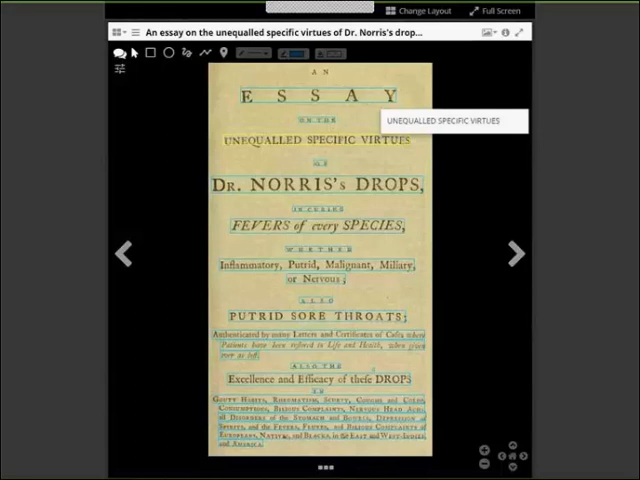 Change Layout
Full Screen
An essay on the unequalled specific virtues of Dr. Norris's drop...
AN
ESSAY
ON THE
UNEQUALLED SPECIFIC VIRTUES
UNEQUALLED SPECIFIC VIRTUES
OF
DR. NORRIS's DROPS,
IN CURING
FEVERS of every SPECIES,
WHETHER
Inflammatory, Putrid, Malignant, Miliary,
or Nervous;
ALSO
PUTRID SORE THROATS;
Authenticated by many Letters and Certificates of Cases where
Patients have been restored to Life and Health, when given
over as lost.
ALSO THE
Excellence and Efficacy of these DROPS
IN
GOUTY HABITS, RHEUMATISM, SCURVY, COUGHS and COLDS,
CONSUMPTIONS, BILIOUS COMPLAINTS, NERVOUS HEAD ACHS,
all DISORDERS of the STOMACH and BOWELS, DEPRESSION of
SPIRITS, and the FEVERS, FLUXES, and BILIOUS COMPLAINTS of
EUROPEANS, NATIVES, and BLACKS, in the EAST and WEST-INDIES,
and AMERICA.